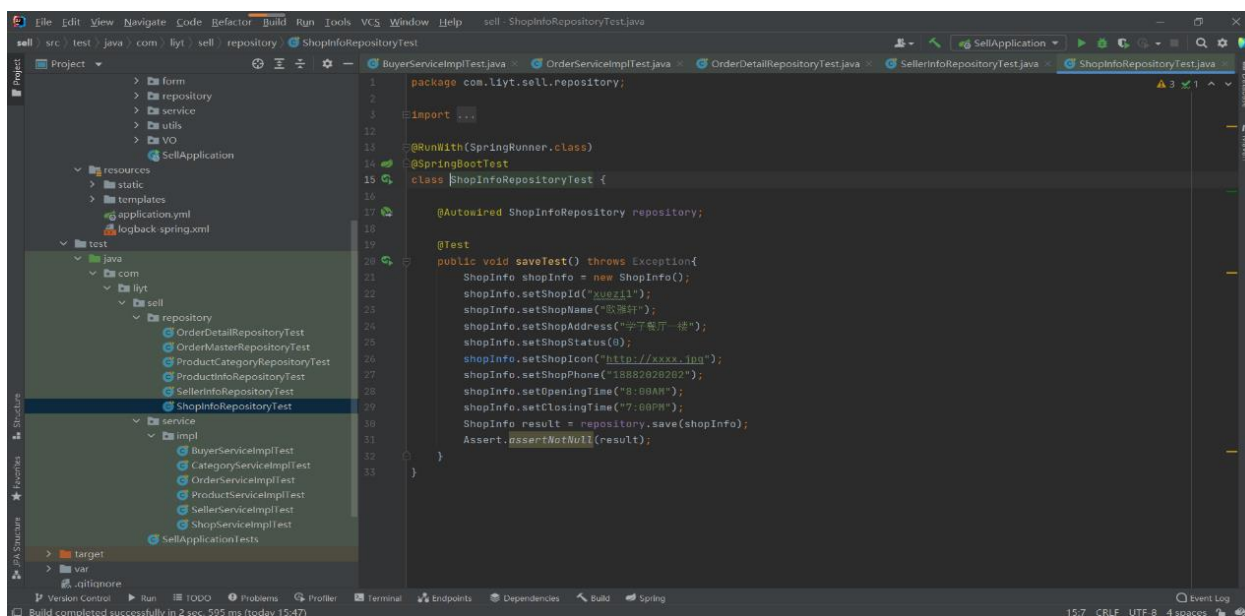 File Edit View Navigate Code Refactor Build Run Tools VCS Window Help sell - ShopInfoRepositoryTest.java
sell src test java com liyt sell repository ShopInfoRepositoryTest SellApplication
Project
BuyerServiceImplTest.java OrderServiceImplTest.java OrderDetailRepositoryTest.java SellerInfoRepositoryTest.java ShopInfoRepositoryTest.java
form
repository
service
utils
VO
SellApplication
resources
static
templates
application.yml
logback-spring.xml
test
java
com
liyt
sell
repository
OrderDetailRepositoryTest
OrderMasterRepositoryTest
ProductCategoryRepositoryTest
ProductInfoRepositoryTest
SellerInfoRepositoryTest
ShopInfoRepositoryTest
service
impl
BuyerServiceImplTest
CategoryServiceImplTest
OrderServiceImplTest
ProductServiceImplTest
SellerServiceImplTest
ShopServiceImplTest
SellApplicationTests
target
var
.gitignore
1 package com.liyt.sell.repository;
2
3 import ...
12
13 @RunWith(SpringRunner.class)
14 @SpringBootTest
15 class ShopInfoRepositoryTest {
16
17 @Autowired ShopInfoRepository repository;
18
19 @Test
20 public void saveTest() throws Exception{
21 ShopInfo shopInfo = new ShopInfo();
22 shopInfo.setShopId("xuezi1");
23 shopInfo.setShopName("欧雅轩");
24 shopInfo.setShopAddress("学子餐厅一楼");
25 shopInfo.setShopStatus(0);
26 shopInfo.setShopIcon("http://xxxx.jpg");
27 shopInfo.setShopPhone("18882020202");
28 shopInfo.setOpeningTime("8:00AM");
29 shopInfo.setClosingTime("7:00PM");
30 ShopInfo result = repository.save(shopInfo);
31 Assert.assertNotNull(result);
32 }
33 }
3 1
Project
Structure
Favorites
JPA Structure
Version Control Run TODO Problems Profiler Terminal Endpoints Dependencies Build Spring Event Log
Build completed successfully in 2 sec, 595 ms (today 15:47) 15:7 CRLF UTF-8 4 spaces